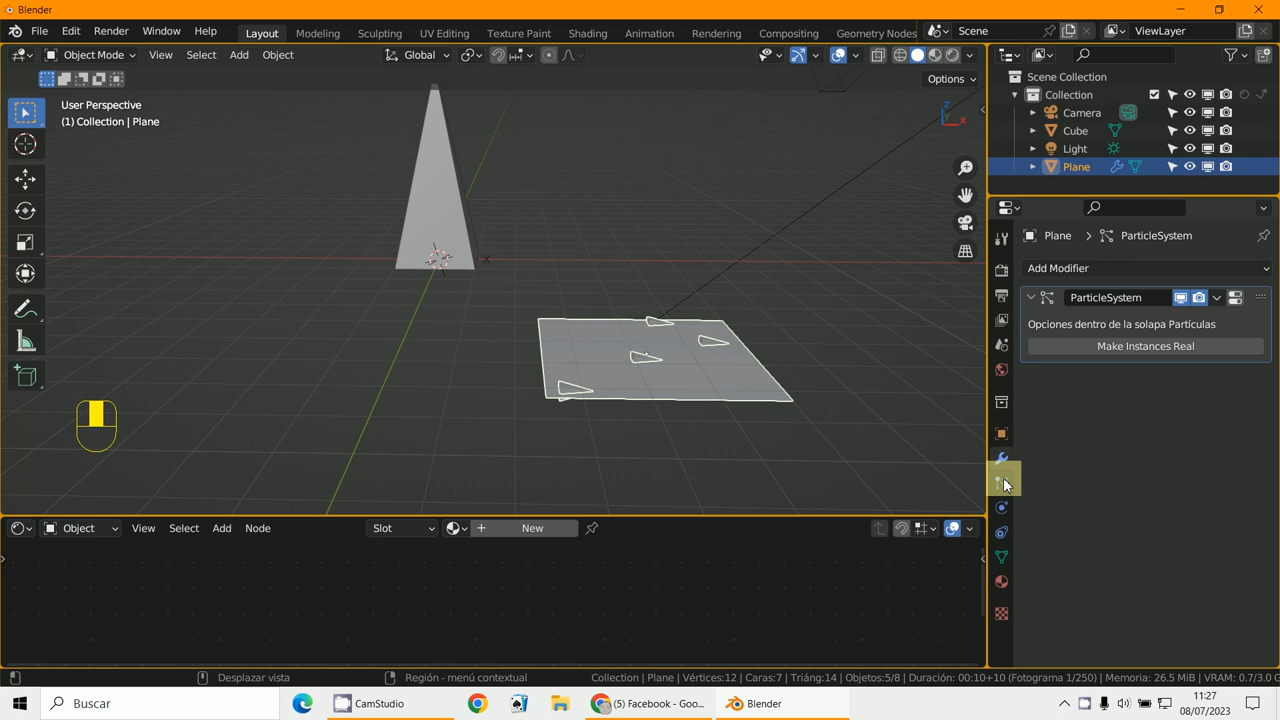 Blender
File Edit Render Window Help
Layout Modeling Sculpting UV Editing Texture Paint Shading Animation Rendering Compositing Geometry Nodes
Scene
ViewLayer
Object Mode View Select Add Object
Global
Options
User Perspective
(1) Collection | Plane
Z
Y
X
Scene Collection
Collection
Camera
Cube
Light
Plane
Plane > ParticleSystem
Add Modifier
ParticleSystem
Opciones dentro de la solapa Partículas
Make Instances Real
Object View Select Add Node
Slot
New
Desplazar vista
Región - menú contextual
Collection | Plane | Vértices:12 | Caras:7 | Triáng:14 | Objetos:5/8 | Duración: 00:10+10 (Fotograma 1/250) | Memoria: 26.5 MiB | VRAM: 0.7/3.0 G
Buscar
CamStudio
(5) Facebook - Goo...
Blender
11:27
08/07/2023